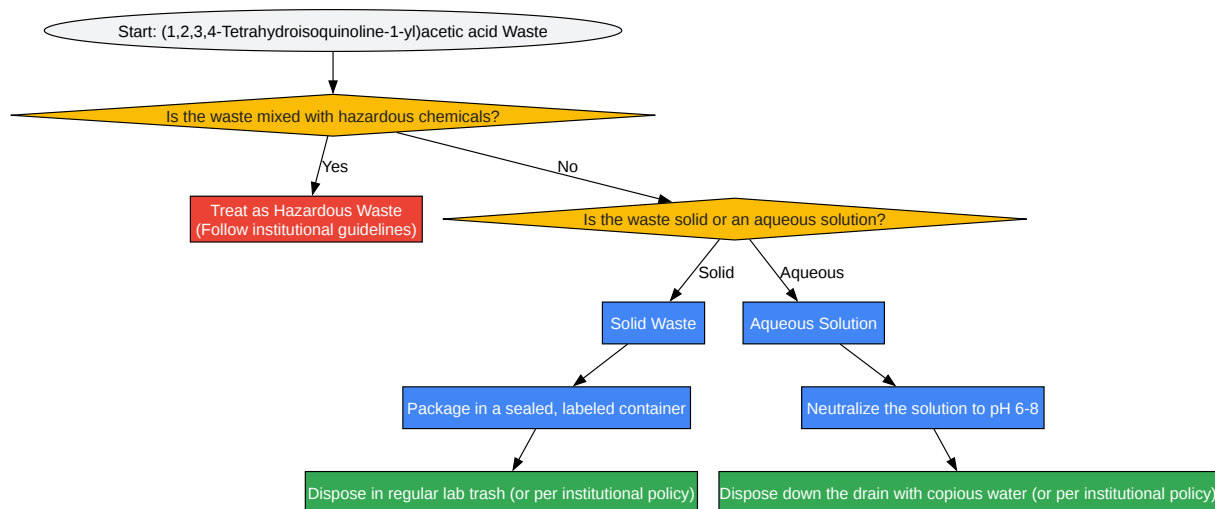 Start: (1,2,3,4-Tetrahydroisoquinoline-1-yl)acetic acid Waste
Is the waste mixed with hazardous chemicals?
Yes
No
Treat as Hazardous Waste
(Follow institutional guidelines)
Is the waste solid or an aqueous solution?
Solid
Aqueous
Solid Waste
Aqueous Solution
Package in a sealed, labeled container
Neutralize the solution to pH 6-8
Dispose in regular lab trash (or per institutional policy)
Dispose down the drain with copious water (or per institutional policy)